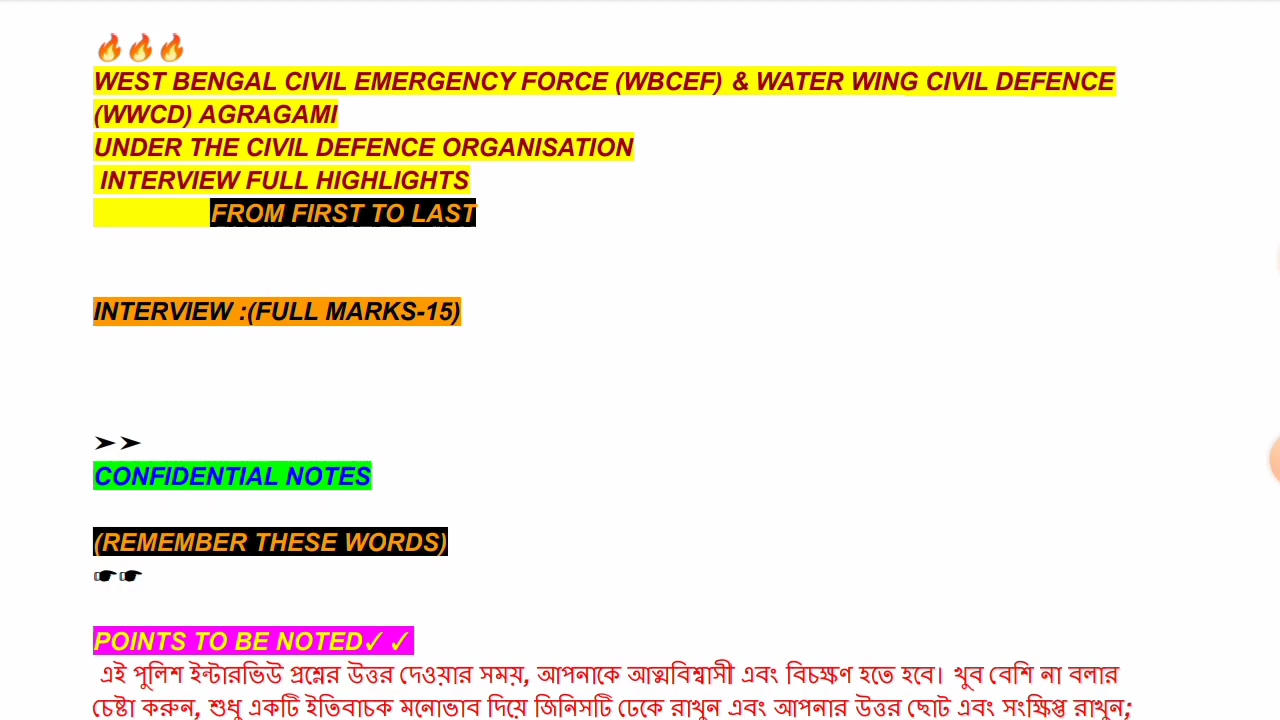 🔥🔥🔥
WEST BENGAL CIVIL EMERGENCY FORCE (WBCEF) & WATER WING CIVIL DEFENCE
(WWCD) AGRAGAMI
UNDER THE CIVIL DEFENCE ORGANISATION
INTERVIEW FULL HIGHLIGHTS
FROM FIRST TO LAST
INTERVIEW :(FULL MARKS-15)
➤➤
CONFIDENTIAL NOTES
(REMEMBER THESE WORDS)
☛☛
POINTS TO BE NOTED✓✓
এই পুলিশ ইন্টারভিউ প্রশ্নের উত্তর দেওয়ার সময়, আপনাকে আত্মবিশ্বাসী এবং বিচক্ষণ হতে হবে। খুব বেশি না বলার
চেষ্টা করুন, শুধু একটি ইতিবাচক মনোভাব দিয়ে জিনিসটি ঢেকে রাখুন এবং আপনার উত্তর ছোট এবং সংক্ষিপ্ত রাখুন;